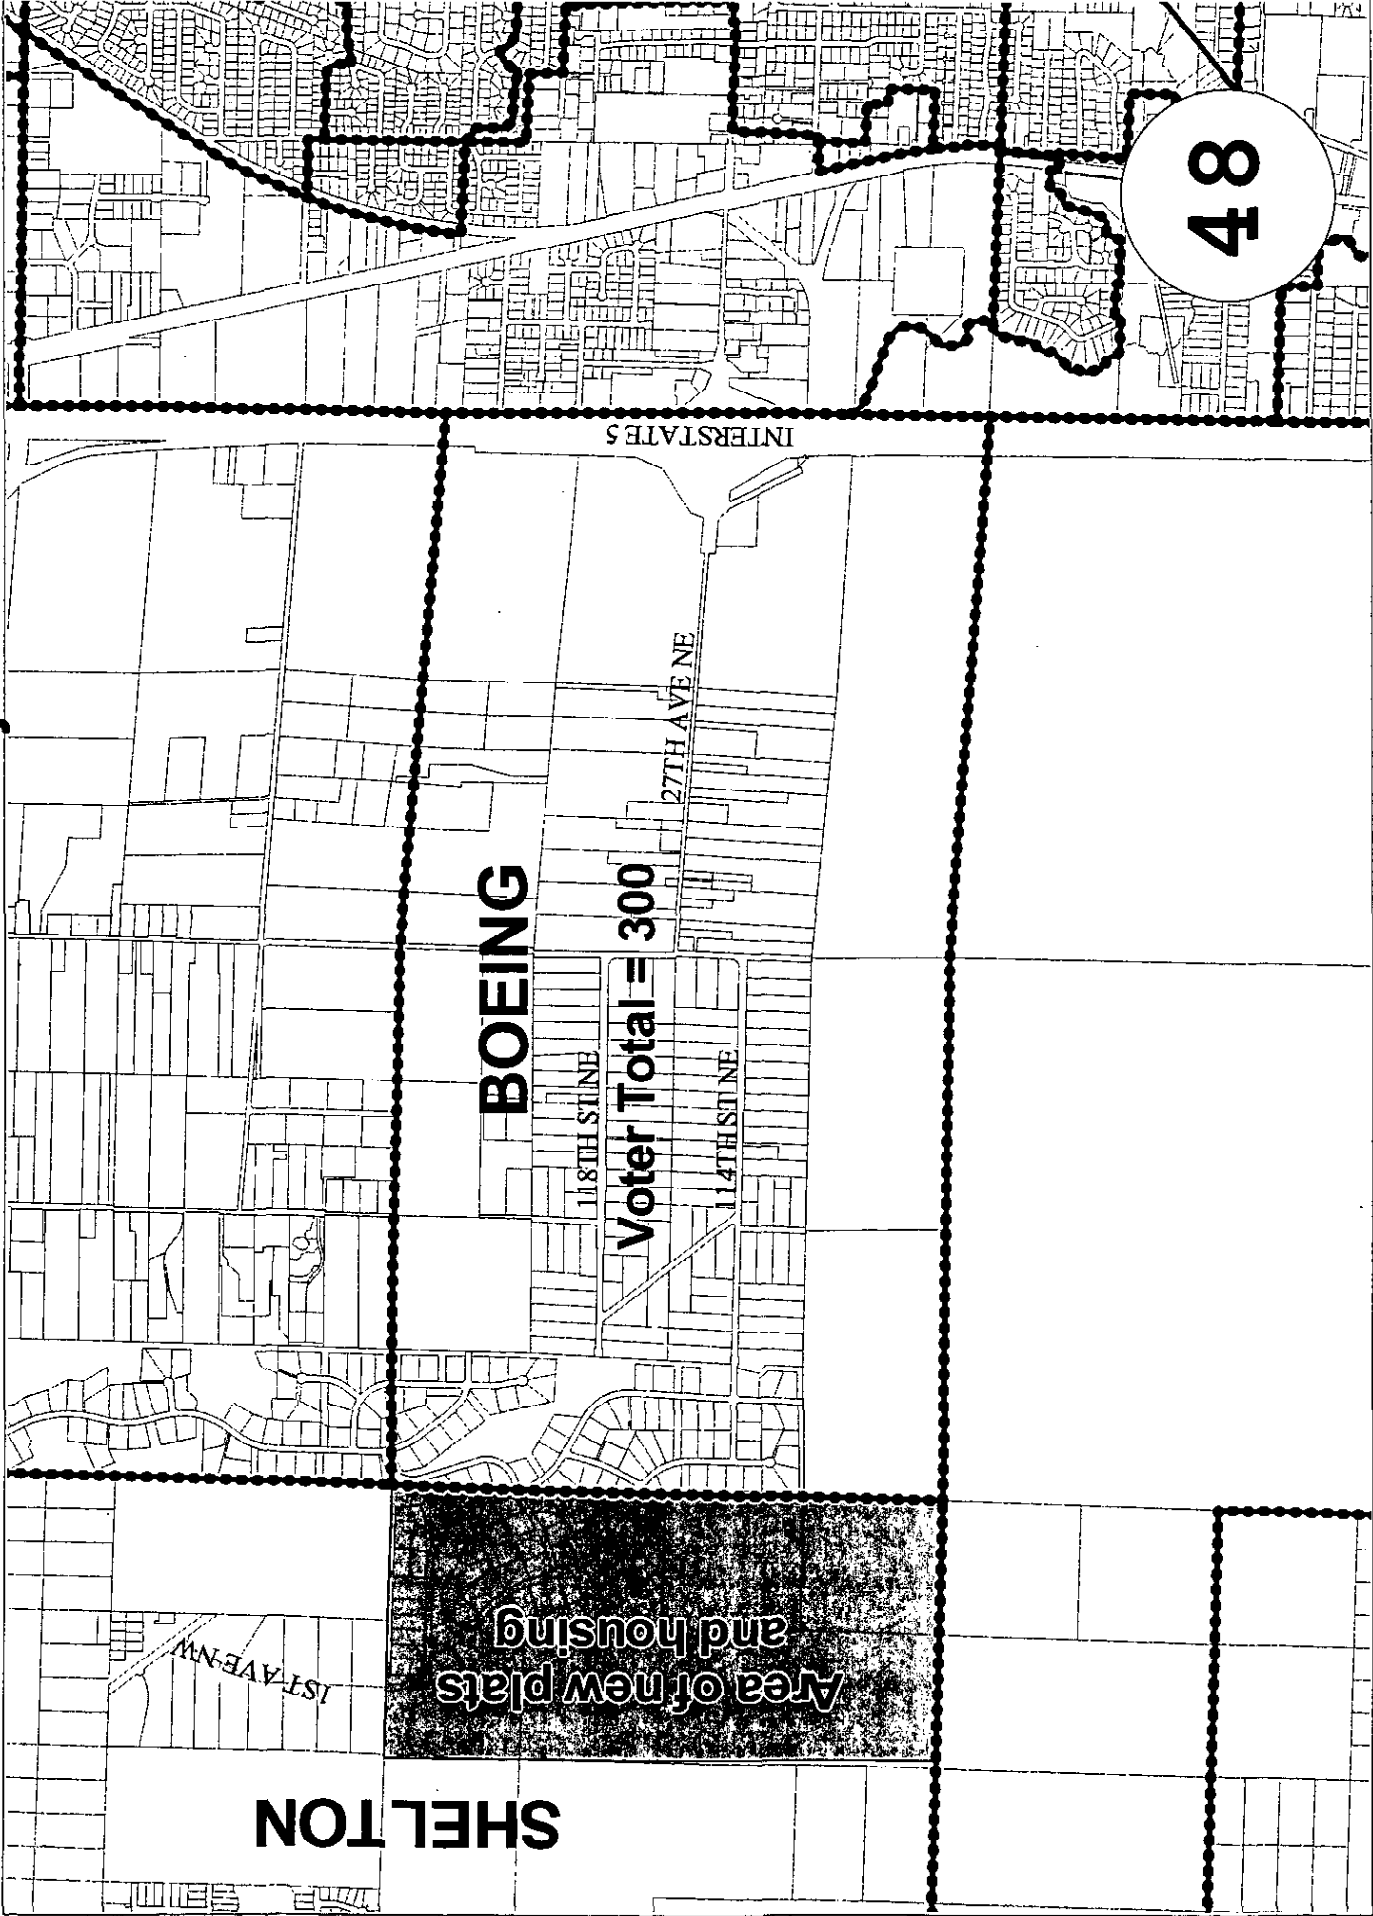 48
INTERSTATE 5
27TH AVE NE
BOEING
Voter Total = 300
118TH ST NE
114TH ST NE
Area of new plats
and housing
1ST AVE NW
SHELTON